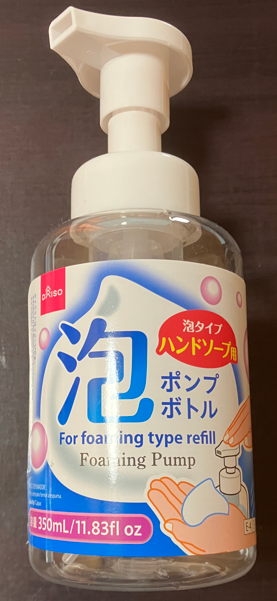 DAISO
泡タイプ
ハンドソープ用
泡
ポンプ
ボトル
For foaming type refill
Foaming Pump
350mL/11.83fl oz
E-4